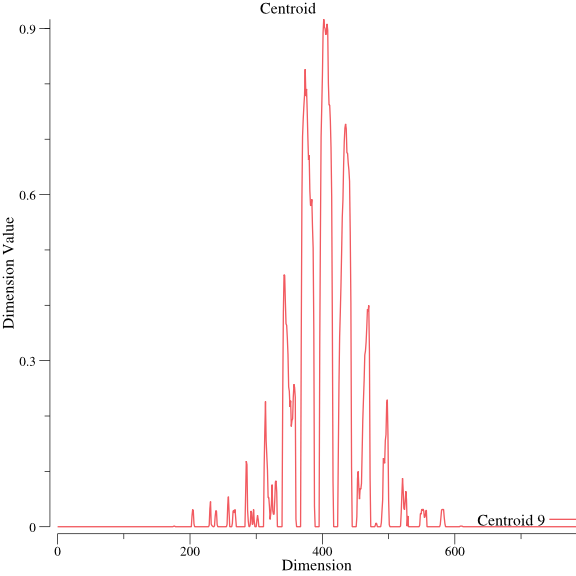 Centroid
0.9
0.6
0.3
0
Dimension Value
Centroid 9
0 200 400 600
Dimension